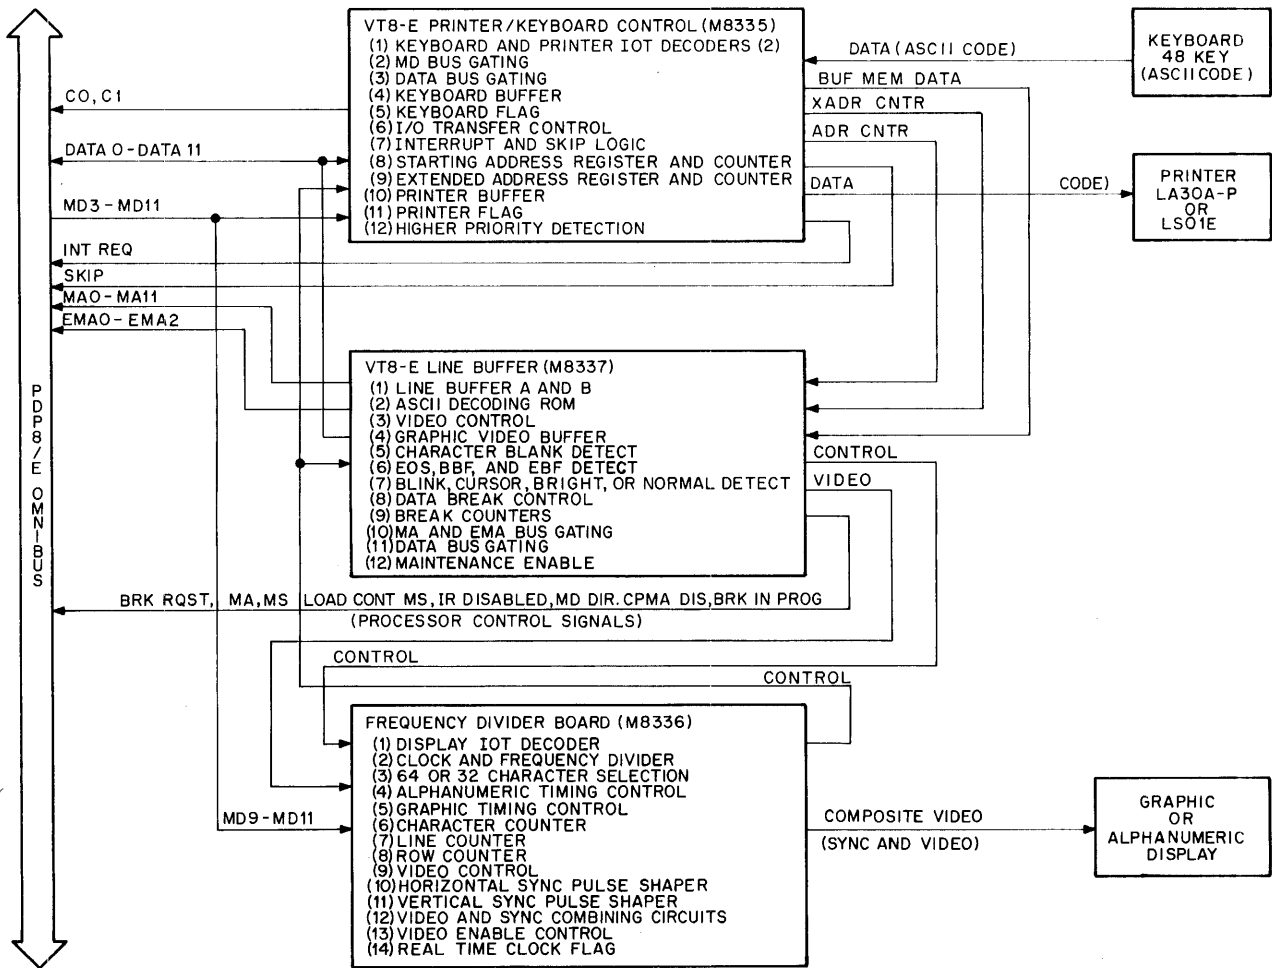 VT8-E PRINTER/KEYBOARD CONTROL (M8335)
(1) KEYBOARD AND PRINTER IOT DECODERS (2)
(2) MD BUS GATING
(3) DATA BUS GATING
(4) KEYBOARD BUFFER
(5) KEYBOARD FLAG
(6) I/O TRANSFER CONTROL
(7) INTERRUPT AND SKIP LOGIC
(8) STARTING ADDRESS REGISTER AND COUNTER
(9) EXTENDED ADDRESS REGISTER AND COUNTER
(10) PRINTER BUFFER
(11) PRINTER FLAG
(12) HIGHER PRIORITY DETECTION
DATA (ASCII CODE)
BUF MEM DATA
XADR CNTR
ADR CNTR
DATA CODE)
KEYBOARD
48 KEY
(ASCII CODE)
PRINTER
LA30A-P
OR
LS01E
C0, C1
DATA 0-DATA 11
MD3-MD11
INT REQ
SKIP
MA0-MA11
EMA0-EMA2
PDP8/E OMNIBUS
VT8-E LINE BUFFER (M8337)
(1) LINE BUFFER A AND B
(2) ASCII DECODING ROM
(3) VIDEO CONTROL
(4) GRAPHIC VIDEO BUFFER
(5) CHARACTER BLANK DETECT
(6) EOS, BBF, AND EBF DETECT
(7) BLINK, CURSOR, BRIGHT, OR NORMAL DETECT
(8) DATA BREAK CONTROL
(9) BREAK COUNTERS
(10) MA AND EMA BUS GATING
(11) DATA BUS GATING
(12) MAINTENANCE ENABLE
CONTROL
VIDEO
BRK RQST, MA, MS LOAD CONT MS, IR DISABLED, MD DIR. CPMA DIS, BRK IN PROG
(PROCESSOR CONTROL SIGNALS)
CONTROL
CONTROL
FREQUENCY DIVIDER BOARD (M8336)
(1) DISPLAY IOT DECODER
(2) CLOCK AND FREQUENCY DIVIDER
(3) 64 OR 32 CHARACTER SELECTION
(4) ALPHANUMERIC TIMING CONTROL
(5) GRAPHIC TIMING CONTROL
(6) CHARACTER COUNTER
(7) LINE COUNTER
(8) ROW COUNTER
(9) VIDEO CONTROL
(10) HORIZONTAL SYNC PULSE SHAPER
(11) VERTICAL SYNC PULSE SHAPER
(12) VIDEO AND SYNC COMBINING CIRCUITS
(13) VIDEO ENABLE CONTROL
(14) REAL TIME CLOCK FLAG
MD9-MD11
COMPOSITE VIDEO
(SYNC AND VIDEO)
GRAPHIC
OR
ALPHANUMERIC
DISPLAY